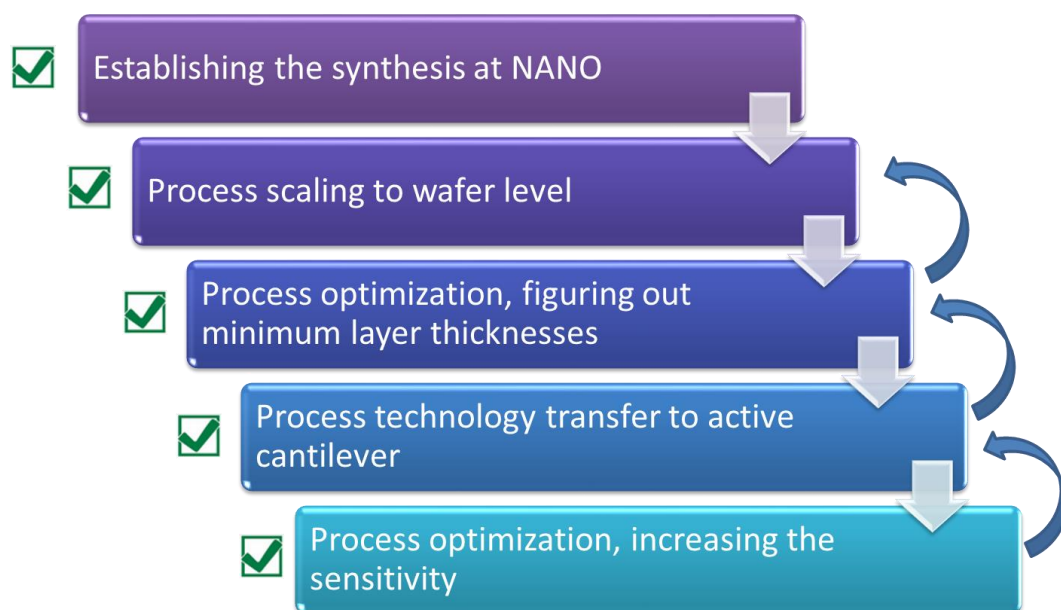 Establishing the synthesis at NANO
Process scaling to wafer level
Process optimization, figuring out
minimum layer thicknesses
Process technology transfer to active
cantilever
Process optimization, increasing the
sensitivity